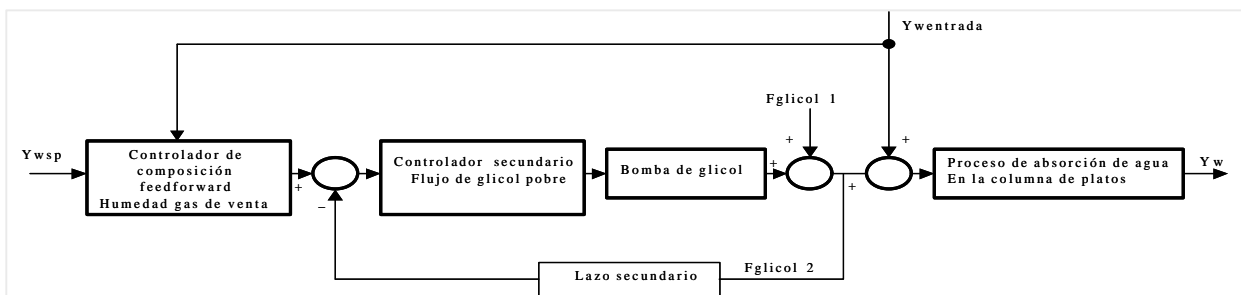 Ywentrada
Fglicol 1
Ywsp
Controlador de
composición
feedforward
Humedad gas de venta
+
−
Controlador secundario
Flujo de glicol pobre
Bomba de glicol
+
+
+
+
Proceso de absorción de agua
En la columna de platos
Yw
Lazo secundario
Fglicol 2